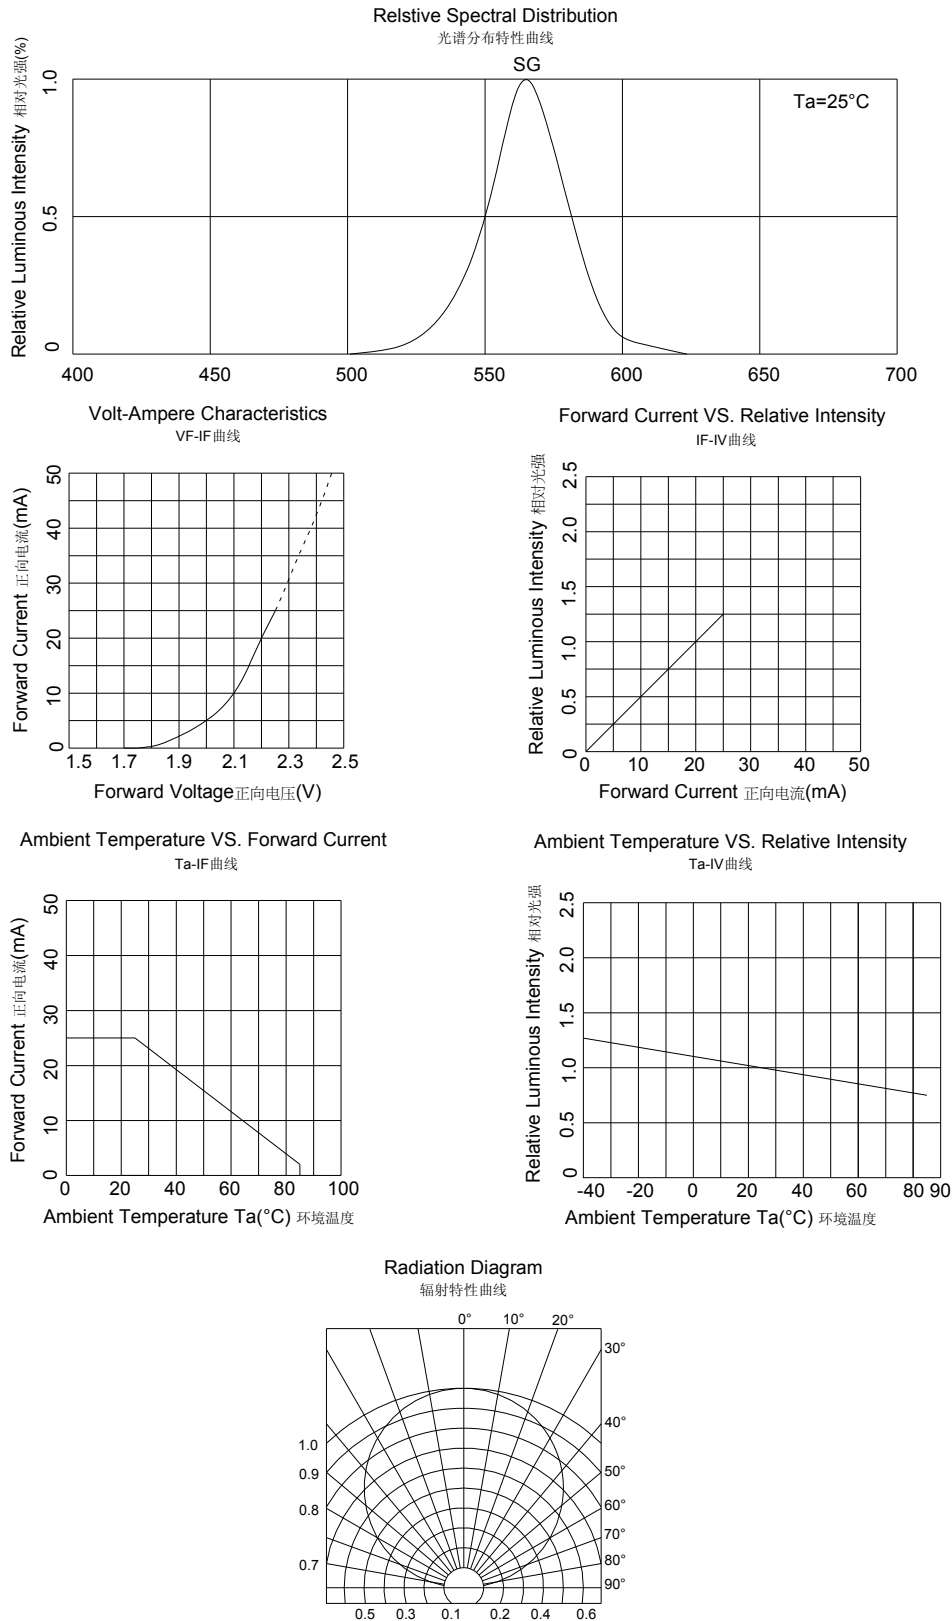 Relstive Spectral Distribution
光谱分布特性曲线
SG
Ta=25°C
Relative Luminous Intensity 相对光强(%)
1.0
0.5
0
400 450 500 550 600 650 700
Volt-Ampere Characteristics
VF-IF曲线
Forward Current 正向电流(mA)
50
40
30
20
10
0
1.5 1.7 1.9 2.1 2.3 2.5
Forward Voltage正向电压(V)
Forward Current VS. Relative Intensity
IF-IV曲线
Relative Luminous Intensity 相对光强
2.5
2.0
1.5
1.0
0.5
0
0 10 20 30 40 50
Forward Current 正向电流(mA)
Ambient Temperature VS. Forward Current
Ta-IF曲线
Forward Current 正向电流(mA)
50
40
30
20
10
0
0 20 40 60 80 100
Ambient Temperature Ta(°C) 环境温度
Ambient Temperature VS. Relative Intensity
Ta-IV曲线
Relative Luminous Intensity 相对光强
2.5
2.0
1.5
1.0
0.5
0
-40 -20 0 20 40 60 80 90
Ambient Temperature Ta(°C) 环境温度
Radiation Diagram
辐射特性曲线
0° 10° 20°
30°
40°
1.0
50°
0.9
60°
0.8
70°
80°
0.7
90°
0.5 0.3 0.1 0.2 0.4 0.6